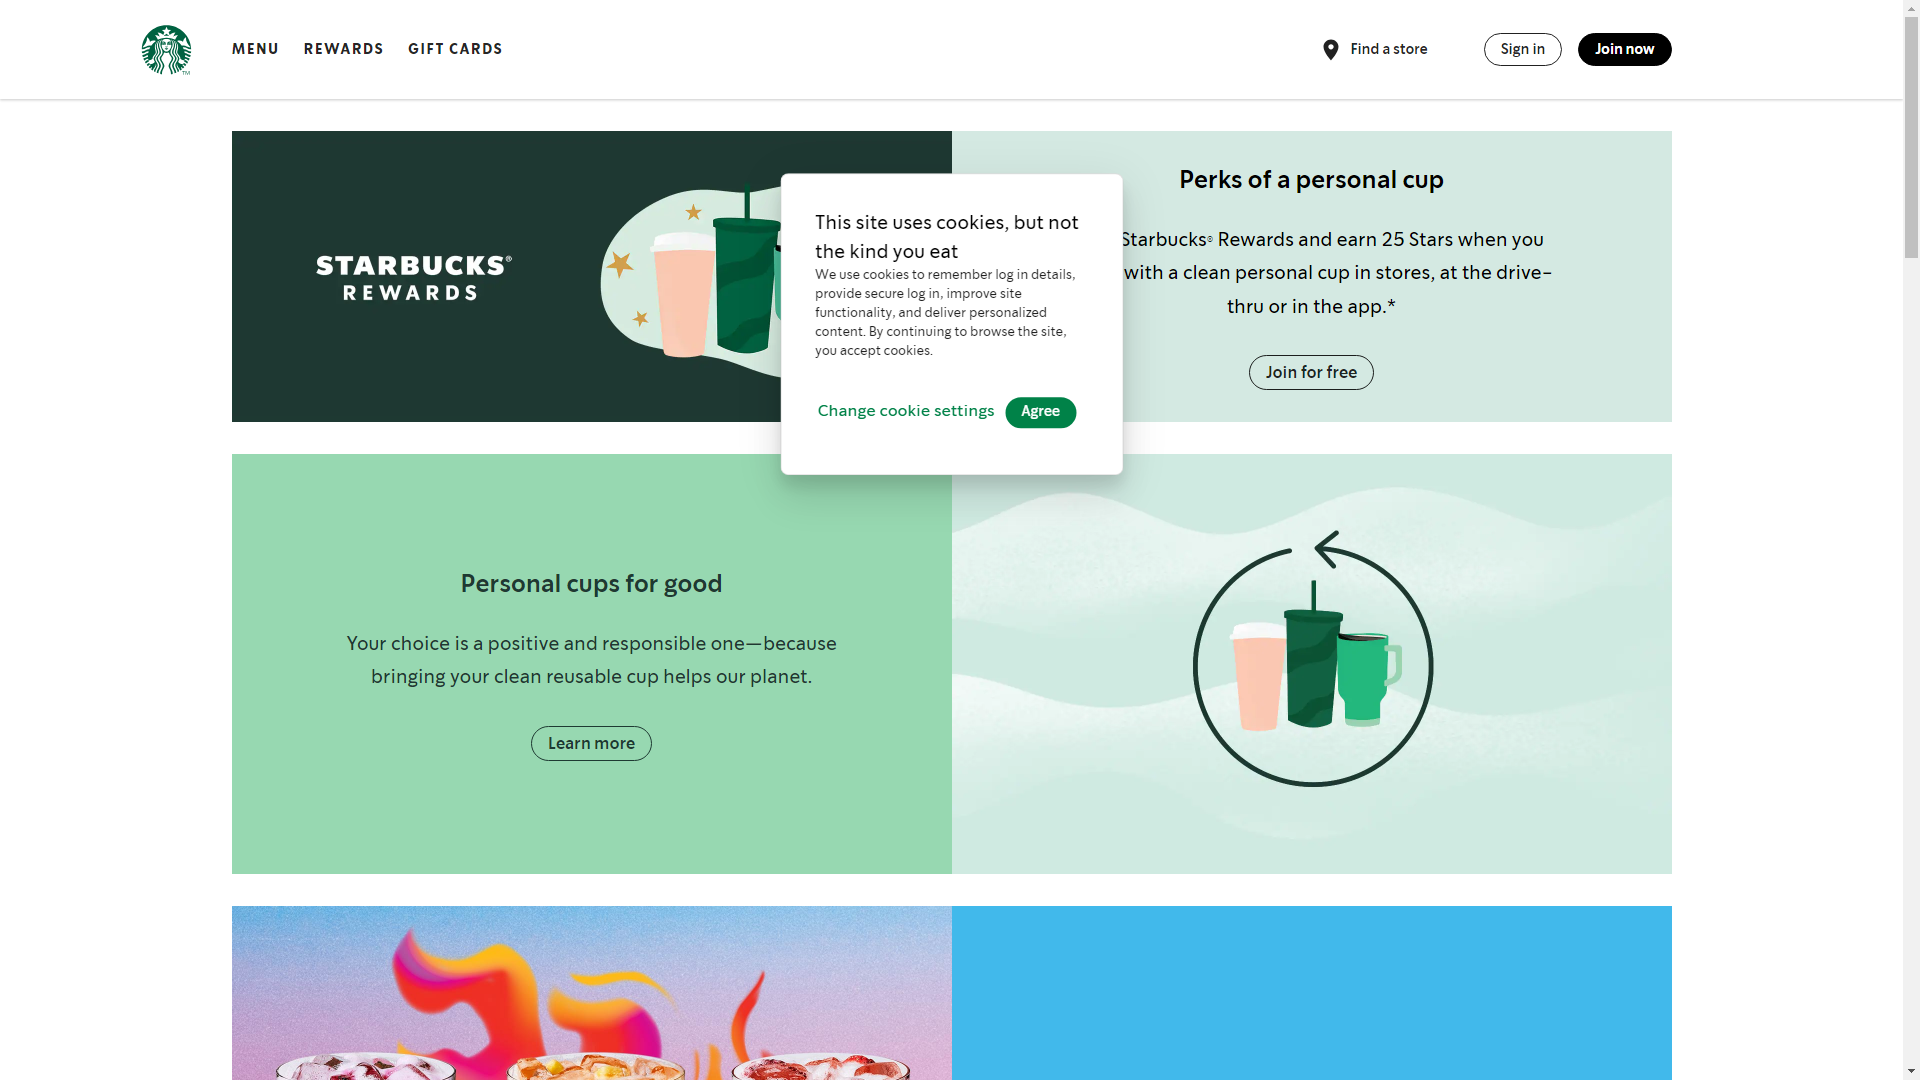 MENU
REWARDS
GIFT CARDS
Find a store
Sign in
Join now
TM
STARBUCKS®
REWARDS
This site uses cookies, but not
the kind you eat
We use cookies to remember log in details,
provide secure log in, improve site
functionality, and deliver personalized
content. By continuing to browse the site,
you accept cookies.
Change cookie settings
Agree
Perks of a personal cup
Starbucks® Rewards and earn 25 Stars when you
with a clean personal cup in stores, at the drive-
thru or in the app.*
Join for free
Personal cups for good
Your choice is a positive and responsible one—because
bringing your clean reusable cup helps our planet.
Learn more